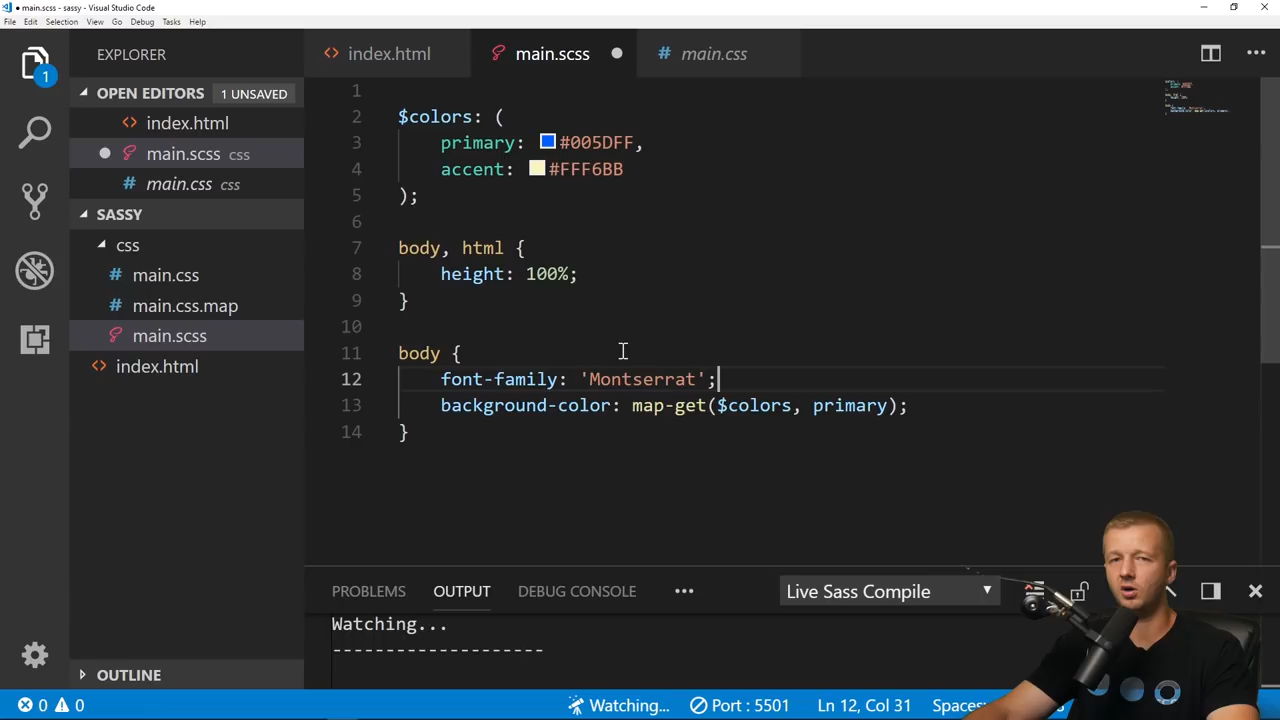 main.scss - sassy - Visual Studio Code
File Edit Selection View Go Debug Tasks Help
EXPLORER
index.html
main.scss
main.css
1
OPEN EDITORS 1 UNSAVED
index.html
main.scss css
main.css css
SASSY
css
main.css
main.css.map
main.scss
index.html
OUTLINE
1
2 $colors: (
3 primary: #005DFF,
4 accent: #FFF6BB
5 );
6
7 body, html {
8 height: 100%;
9 }
10
11 body {
12 font-family: 'Montserrat';
13 background-color: map-get($colors, primary);
14 }
PROBLEMS OUTPUT DEBUG CONSOLE Live Sass Compile
Watching...
--------------------
0 0 Watching... Port : 5501 Ln 12, Col 31 Spaces: